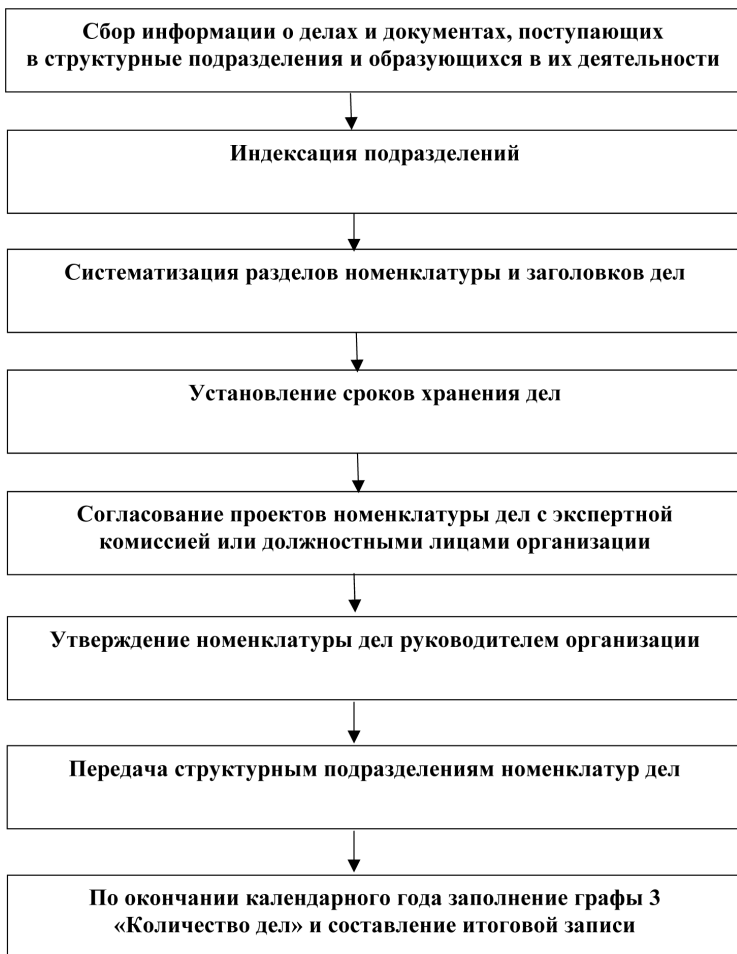 Сбор информации о делах и документах, поступающих
в структурные подразделения и образующихся в их деятельности
Индексация подразделений
Систематизация разделов номенклатуры и заголовков дел
Установление сроков хранения дел
Согласование проектов номенклатуры дел с экспертной
комиссией или должностными лицами организации
Утверждение номенклатуры дел руководителем организации
Передача структурным подразделениям номенклатур дел
По окончании календарного года заполнение графы 3
«Количество дел» и составление итоговой записи